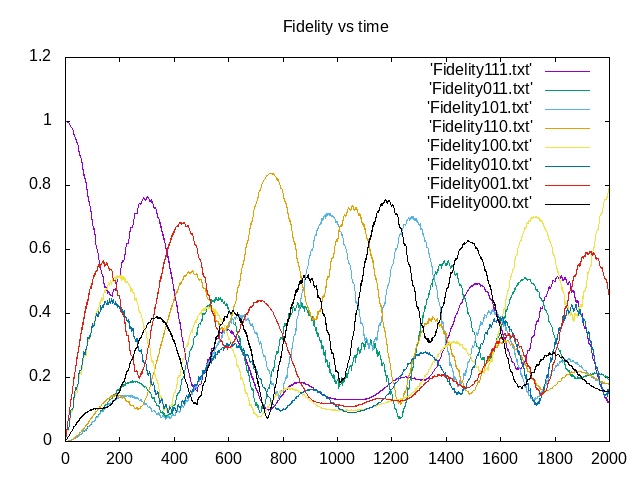 Fidelity vs time
1.2
1
0.8
0.6
0.4
0.2
0
'Fidelity111.txt'
'Fidelity011.txt'
'Fidelity101.txt'
'Fidelity110.txt'
'Fidelity100.txt'
'Fidelity010.txt'
'Fidelity001.txt'
'Fidelity000.txt'
0 200 400 600 800 1000 1200 1400 1600 1800 2000